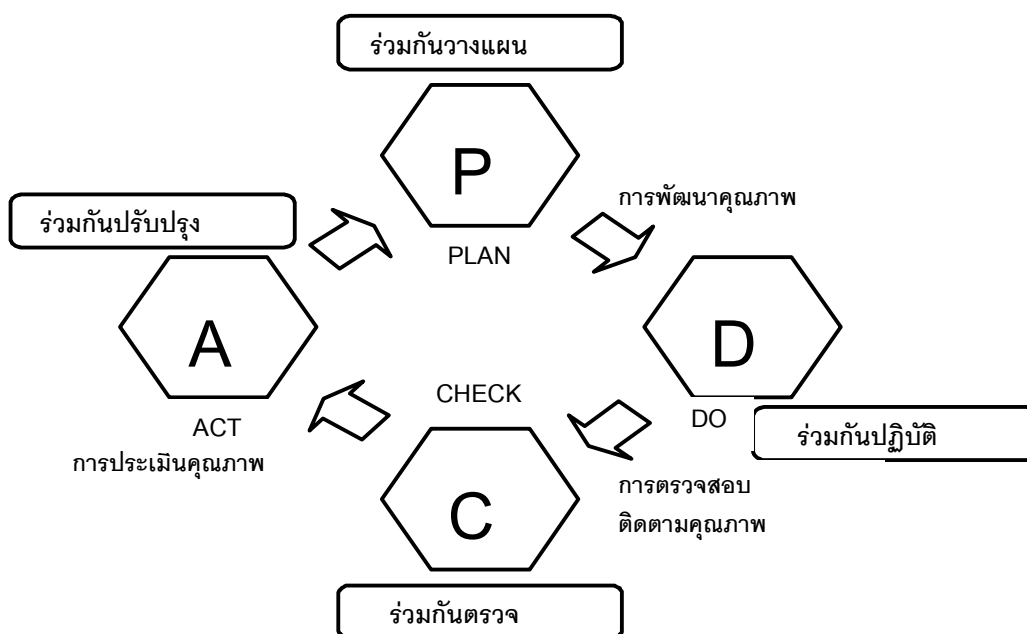 ร่วมกันวางแผน
P
PLAN
การพัฒนาคุณภาพ
ร่วมกันปรับปรุง
A
ACT
การประเมินคุณภาพ
D
DO
ร่วมกันปฏิบัติ
CHECK
C
การตรวจสอบ
ติดตามคุณภาพ
ร่วมกันตรวจ